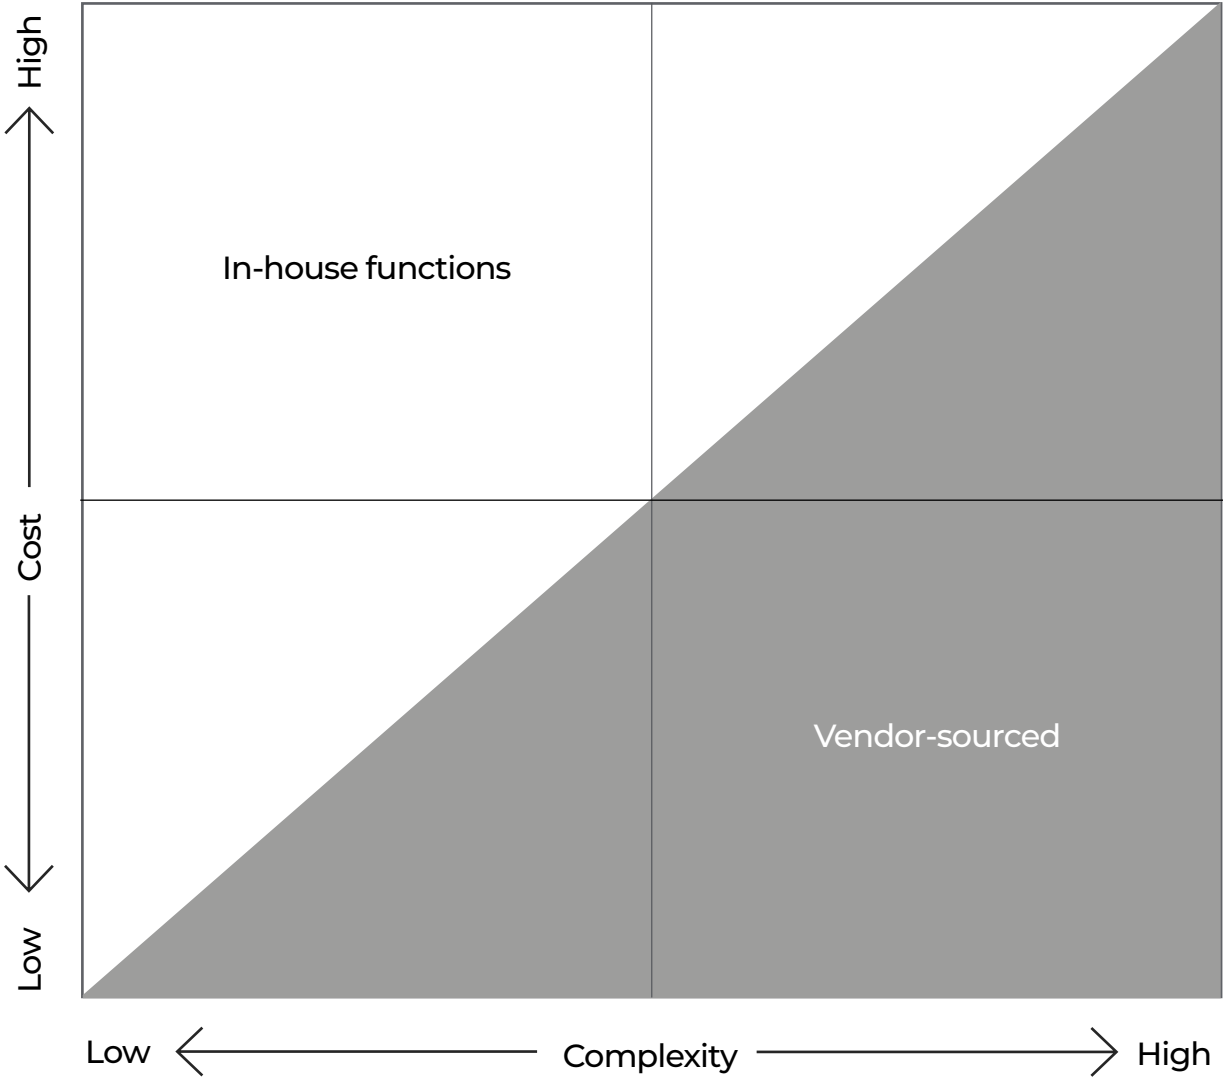 High
In-house functions
Cost
Vendor-sourced
Low
Low
Complexity
High